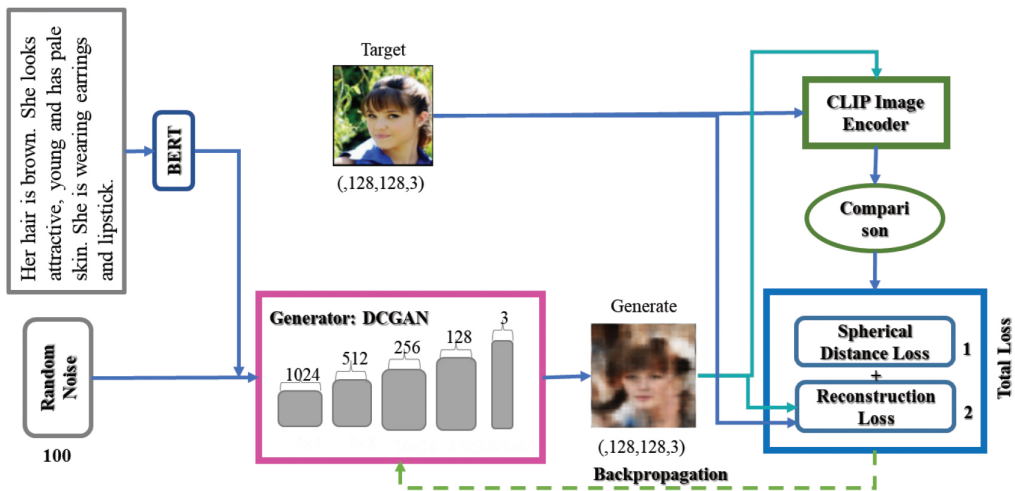 Her hair is brown. She looks
attractive, young and has pale
skin. She is wearing earrings
and lipstick.
BERT
Random
Noise
100
Target
(,128,128,3)
Generator: DCGAN
1024
512
256
128
3
Generate
(,128,128,3)
CLIP Image
Encoder
Compari
son
Spherical
Distance Loss
1
+
Reconstruction
Loss
2
Total Loss
Backpropagation